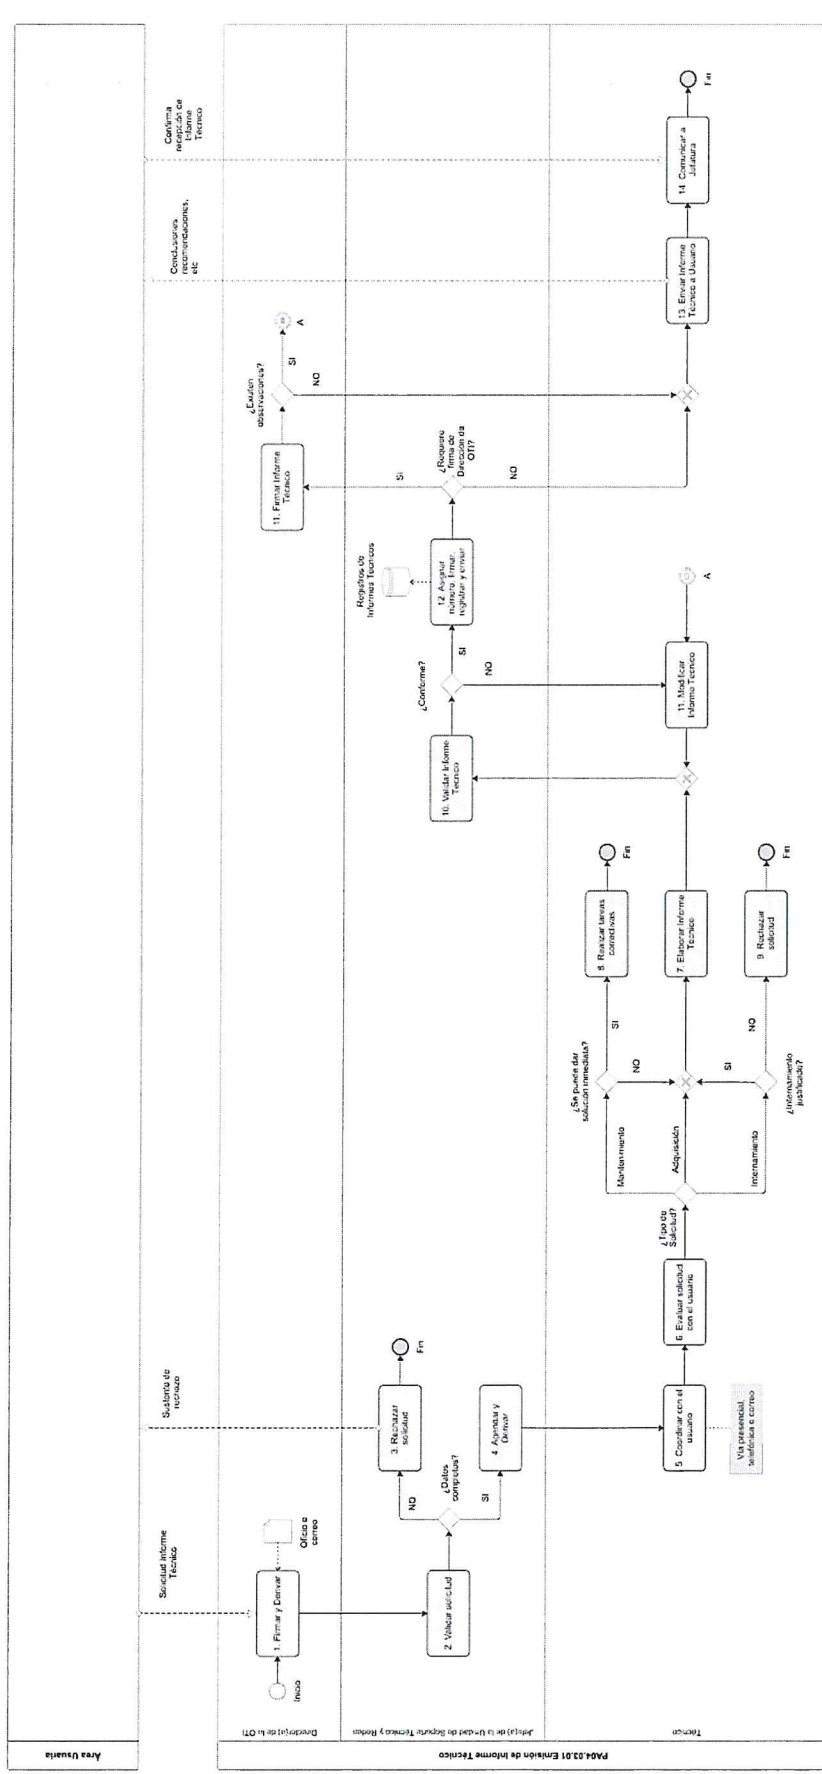 Área Usuaria
PA04.03.01 Emisión de Informe Técnico
Director(a) de la OTI
Jefe(a) de la Unidad de Soporte Técnico y Redes
Técnico
Inicio
1. Firmar y Derivar
Oficio o
correo
Solicitud Informe
Técnico
2. Validar solicitud
¿Datos
completos?
NO
SI
3. Rechazar
solicitud
Fin
Sustento de
rechazo
4. Agendar y
Derivar
5. Coordinar con el
usuario
Vía presencial,
telefónica o correo
6. Evaluar solicitud
con el usuario
¿Tipo de
Solicitud?
Mantenimiento
Adquisición
Internamiento
¿Se puede dar
solución inmediata?
SI
NO
¿Internamiento
justificado?
SI
NO
8. Realizar tareas
correctivas
Fin
7. Elaborar Informe
Técnico
9. Rechazar
solicitud
Fin
10. Validar Informe
Técnico
¿Conforme?
SI
NO
11. Modificar
Informe Técnico
A
12. Asignar
número, firmar,
registrar y enviar
Registros de
Informes Técnicos
¿Requiere
firma de
Dirección de
OTI?
SI
NO
11. Firmar Informe
Técnico
¿Existen
observaciones?
SI
NO
A
13. Enviar Informe
Técnico a Usuario
Conclusiones
recomendaciones,
etc
14. Comunicar a
Jefatura
Confirma
recepción de
Informe
Técnico
Fin